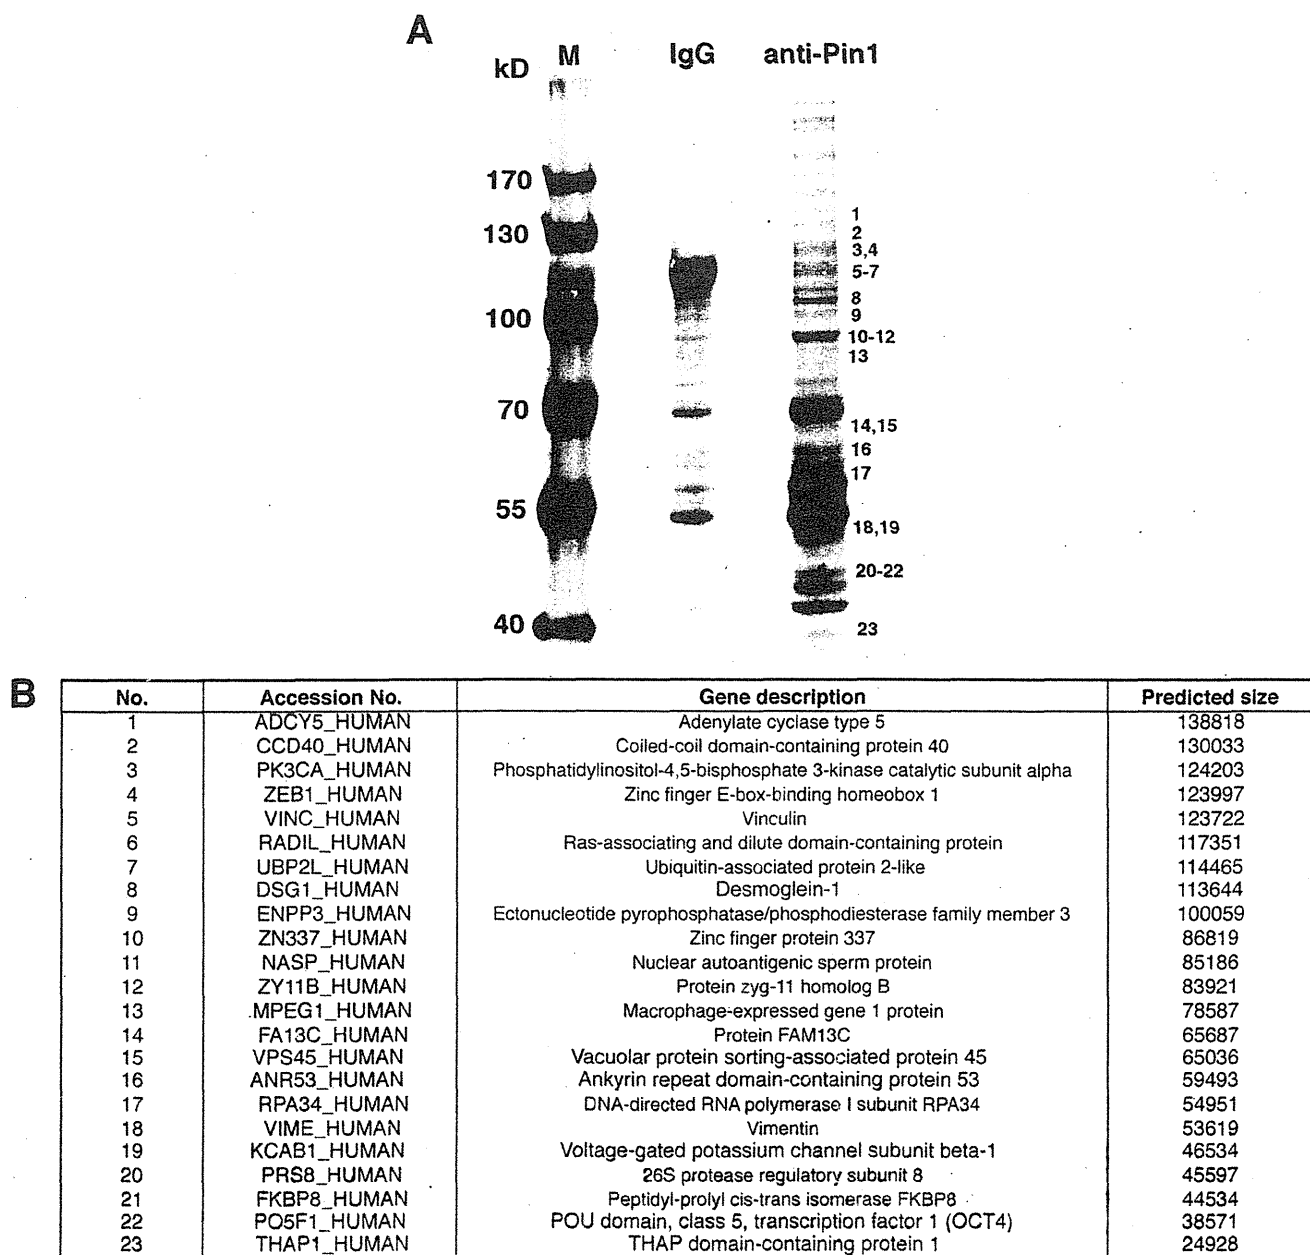 A
kD M IgG anti-Pin1
170
130
100
70
55
40
1
2
3,4
5-7
8
9
10-12
13
14,15
16
17
18,19
20-22
23
B
No. Accession No. Gene description Predicted size
1 ADCY5_HUMAN Adenylate cyclase type 5 138818
2 CCD40_HUMAN Coiled-coil domain-containing protein 40 130033
3 PK3CA_HUMAN Phosphatidylinositol-4,5-bisphosphate 3-kinase catalytic subunit alpha 124203
4 ZEB1_HUMAN Zinc finger E-box-binding homeobox 1 123997
5 VINC_HUMAN Vinculin 123722
6 RADIL_HUMAN Ras-associating and dilute domain-containing protein 117351
7 UBP2L_HUMAN Ubiquitin-associated protein 2-like 114465
8 DSG1_HUMAN Desmoglein-1 113644
9 ENPP3_HUMAN Ectonucleotide pyrophosphatase/phosphodiesterase family member 3 100059
10 ZN337_HUMAN Zinc finger protein 337 86819
11 NASP_HUMAN Nuclear autoantigenic sperm protein 85186
12 ZY11B_HUMAN Protein zyg-11 homolog B 83921
13 MPEG1_HUMAN Macrophage-expressed gene 1 protein 78587
14 FA13C_HUMAN Protein FAM13C 65687
15 VPS45_HUMAN Vacuolar protein sorting-associated protein 45 65036
16 ANR53_HUMAN Ankyrin repeat domain-containing protein 53 59493
17 RPA34_HUMAN DNA-directed RNA polymerase I subunit RPA34 54951
18 VIME_HUMAN Vimentin 53619
19 KCAB1_HUMAN Voltage-gated potassium channel subunit beta-1 46534
20 PRS8_HUMAN 26S protease regulatory subunit 8 45597
21 FKBP8_HUMAN Peptidyl-prolyl cis-trans isomerase FKBP8 44534
22 PO5F1_HUMAN POU domain, class 5, transcription factor 1 (OCT4) 38571
23 THAP1_HUMAN THAP domain-containing protein 1 24928